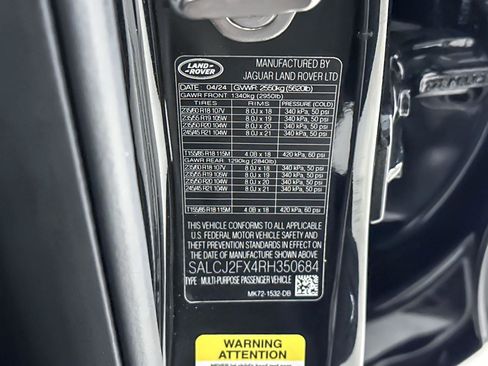 LAND-
ROVER
MANUFACTURED BY
JAGUAR LAND ROVER LTD
DATE 04/24 GVWR 2550kg (5620lb)
GAWR FRONT 1340kg (2950lb)
TIRES RIMS PRESSURE (COLD)
235/60 R18 107V 8.0J x 18 340 kPa, 50 psi
235/55 R19 105W 8.0J x 19 340 kPa, 50 psi
235/50 R20 104W 8.0J x 20 340 kPa, 50 psi
245/45 R21 104W 8.0J x 21 340 kPa, 50 psi
T155/85 R18 115M 4.0B x 18 420 kPa, 60 psi
GAWR REAR 1290kg (2840lb)
235/60 R18 107V 8.0J x 18 340 kPa, 50 psi
235/55 R19 105W 8.0J x 19 340 kPa, 50 psi
235/50 R20 104W 8.0J x 20 340 kPa, 50 psi
245/45 R21 104W 8.0J x 21 340 kPa, 50 psi
T155/85 R18 115M 4.0B x 18 420 kPa, 60 psi
THIS VEHICLE CONFORMS TO ALL APPLICABLE
U.S. FEDERAL MOTOR VEHICLE SAFETY AND
THEFT PREVENTION STANDARDS IN EFFECT ON
THE DATE OF MANUFACTURE SHOWN ABOVE
SALCJ2FX4RH350684
TYPE: MULTI-PURPOSE PASSENGER VEHICLE
MK72-1532-DB
WARNING
ATTENTION